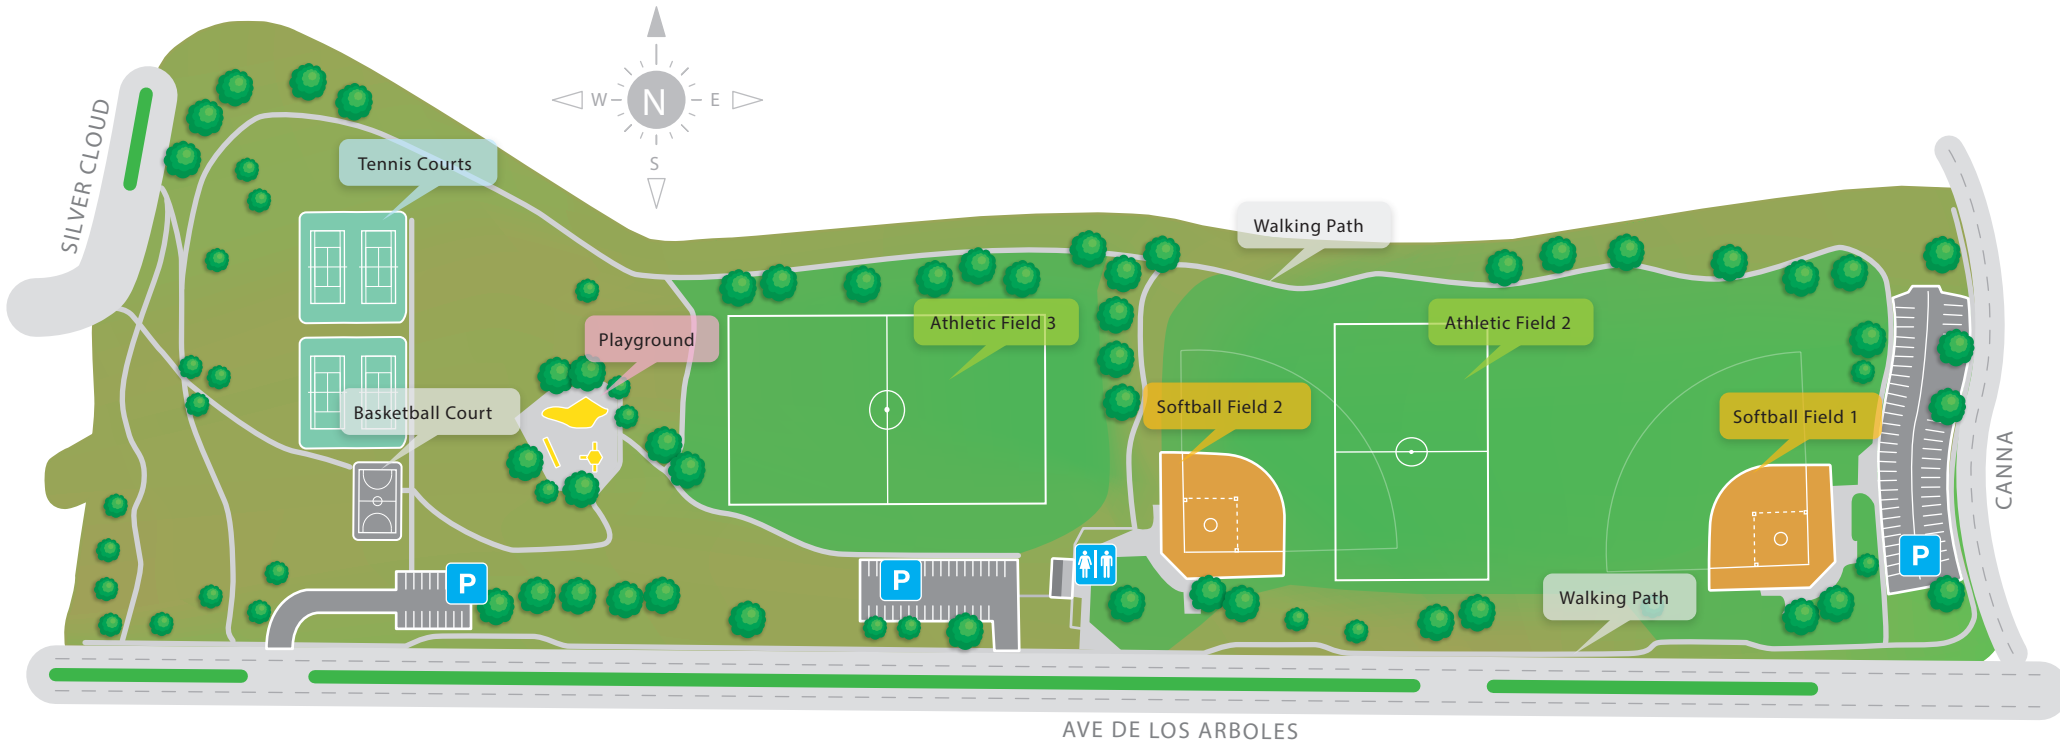 N
W
E
S
SILVER CLOUD
Tennis Courts
Walking Path
Playground
Athletic Field 3
Athletic Field 2
Basketball Court
Softball Field 2
Softball Field 1
CANNA
P
P
P
Walking Path
AVE DE LOS ARBOLES